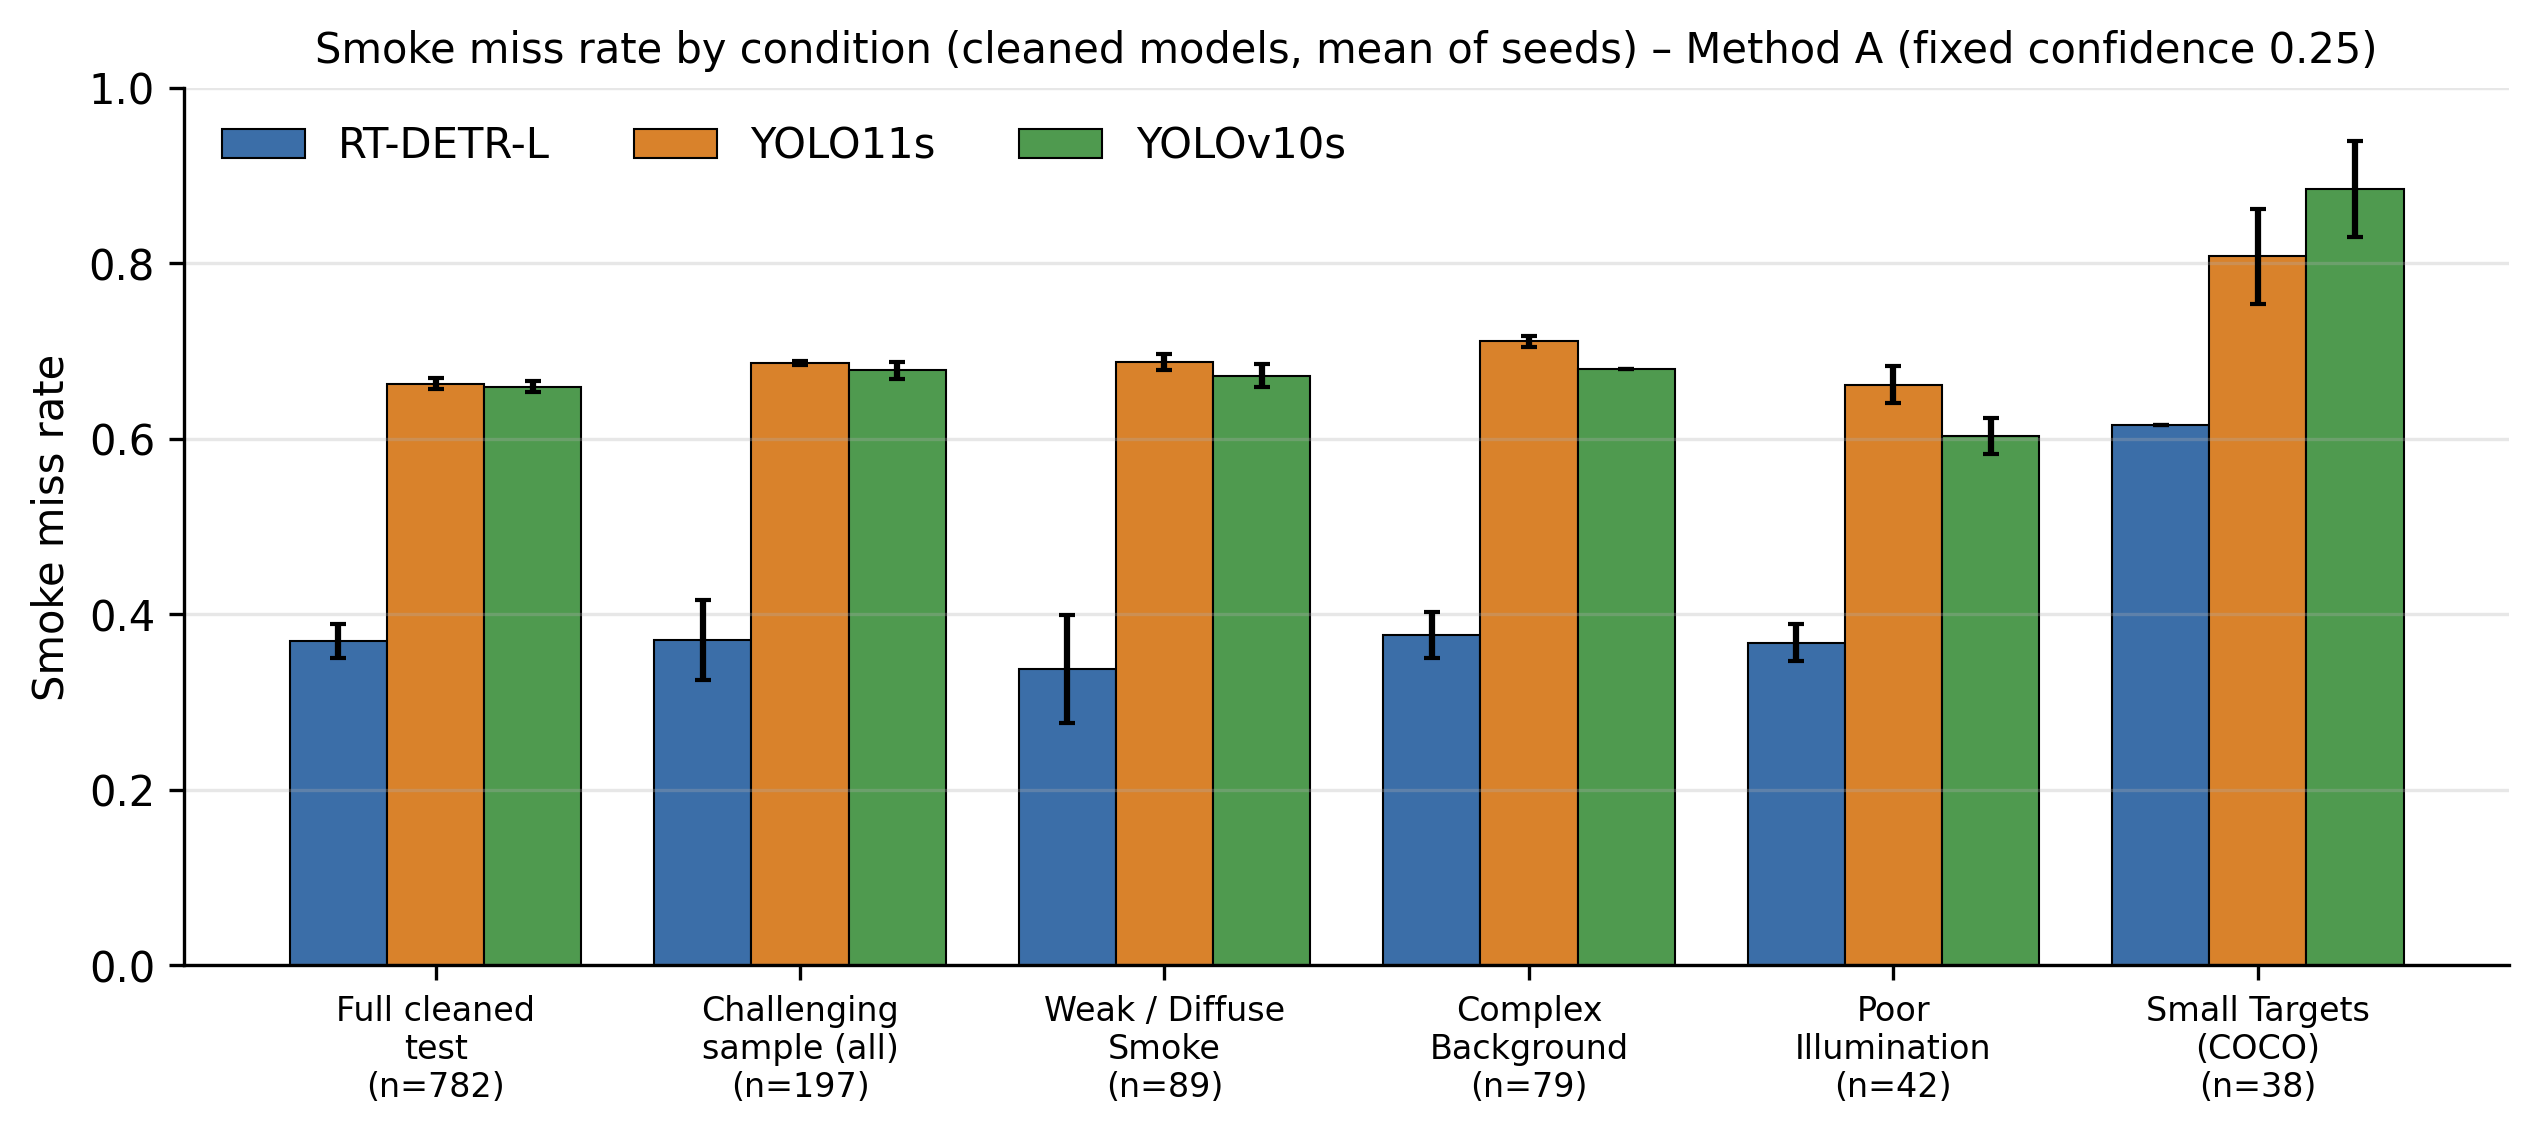 Smoke miss rate by condition (cleaned models, mean of seeds) – Method A (fixed confidence 0.25)
RT-DETR-L
YOLO11s
YOLOv10s
Smoke miss rate
1.0
0.8
0.6
0.4
0.2
0.0
Full cleaned
test
(n=782)
Challenging
sample (all)
(n=197)
Weak / Diffuse
Smoke
(n=89)
Complex
Background
(n=79)
Poor
Illumination
(n=42)
Small Targets
(COCO)
(n=38)